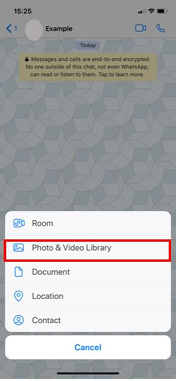 15:25
1 Example
Today
Messages and calls are end-to-end encrypted.
No one outside of this chat, not even WhatsApp,
can read or listen to them. Tap to learn more.
Room
Photo & Video Library
Document
Location
Contact
Cancel